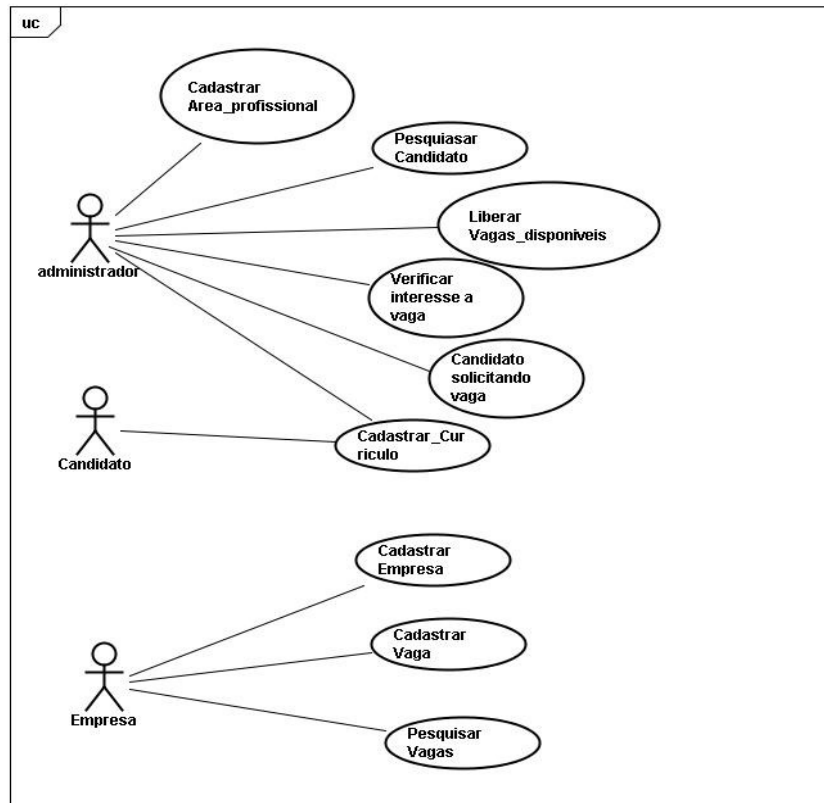 uc
Cadastrar
Area_profissional
Pesquiasar
Candidato
Liberar
Vagas_disponiveis
administrador
Verificar
interesse a
vaga
Candidato
solicitando
vaga
Candidato
Cadastrar_Cur
riculo
Cadastrar
Empresa
Cadastrar
Vaga
Empresa
Pesquisar
Vagas